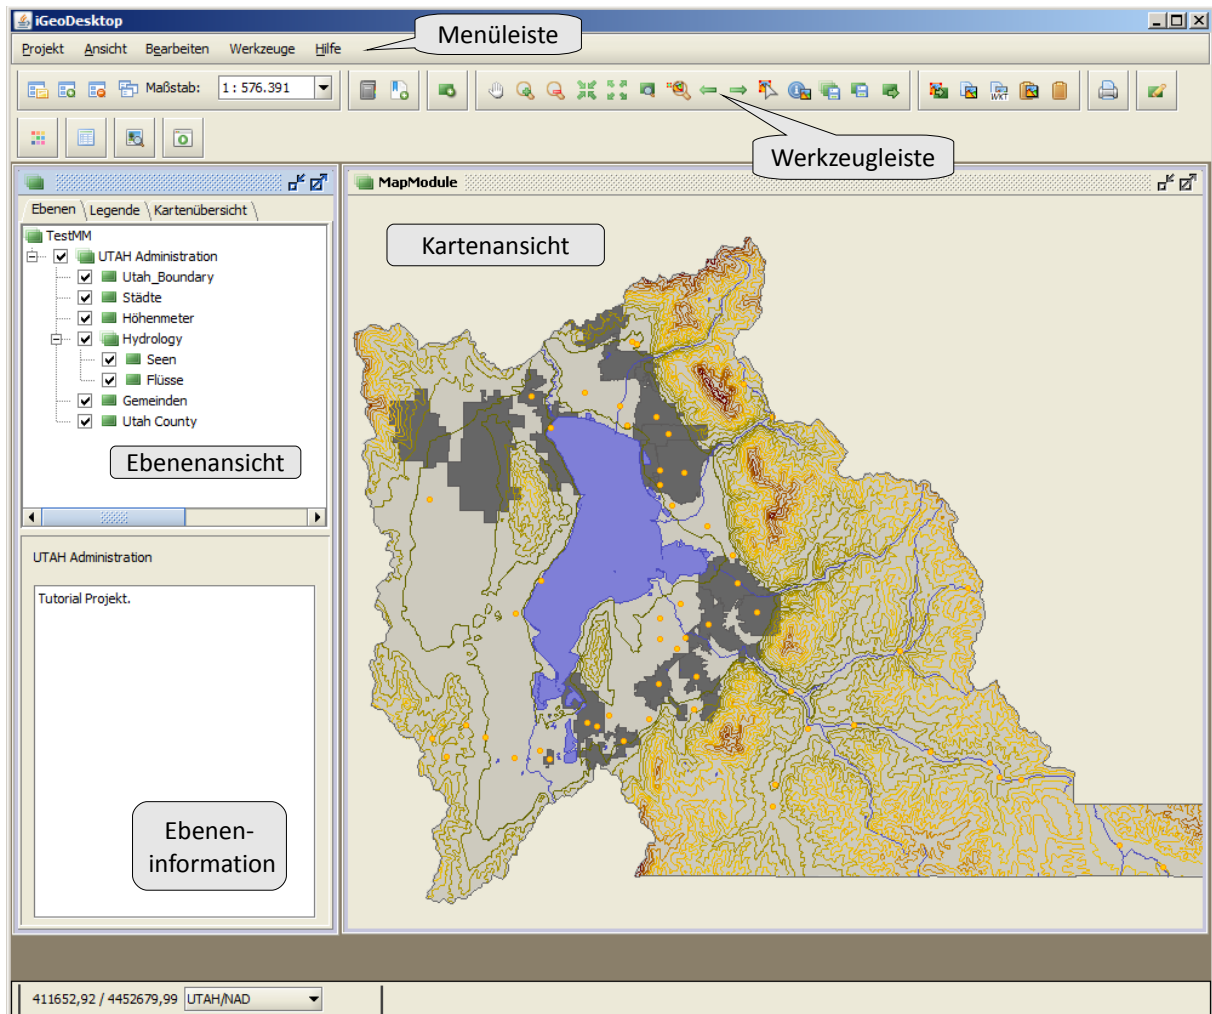 iGeoDesktop
Projekt Ansicht Bearbeiten Werkzeuge Hilfe
Menüleiste
Maßstab: 1 : 576.391
WKT
Werkzeugleiste
Ebenen Legende Kartenübersicht
TestMM
UTAH Administration
Utah_Boundary
Städte
Höhenmeter
Hydrology
Seen
Flüsse
Gemeinden
Utah County
Ebenenansicht
UTAH Administration
Tutorial Projekt.
Ebenen-
information
MapModule
Kartenansicht
411652,92 / 4452679,99 UTAH/NAD